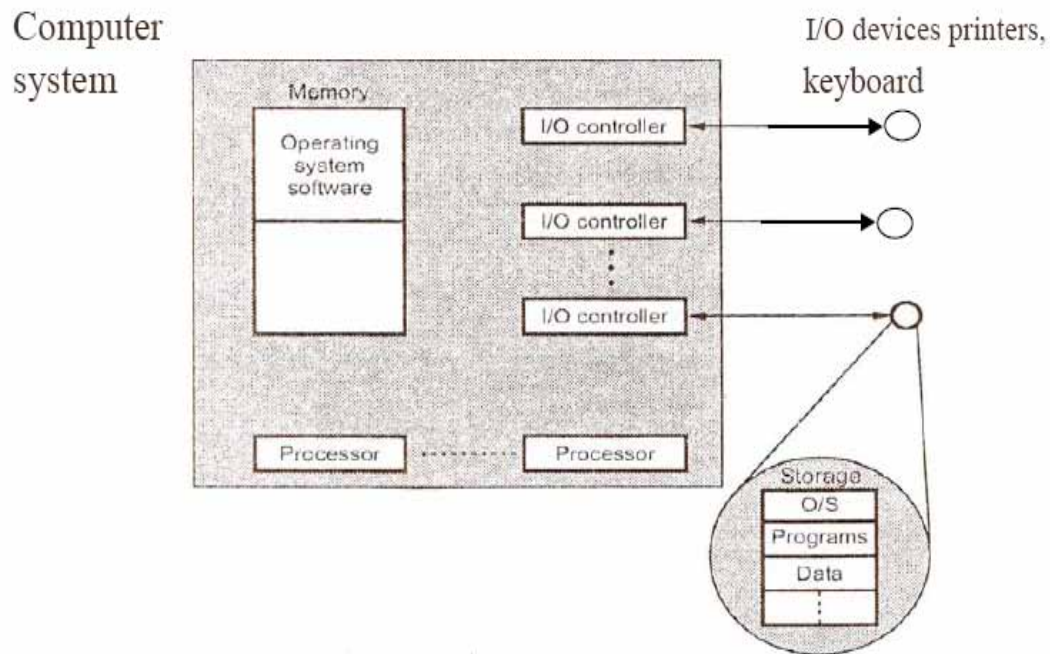 Computer
system
I/O devices printers,
keyboard
Memory
Operating
system
software
I/O controller
I/O controller
I/O controller
Processor
Processor
Storage
O/S
Programs
Data